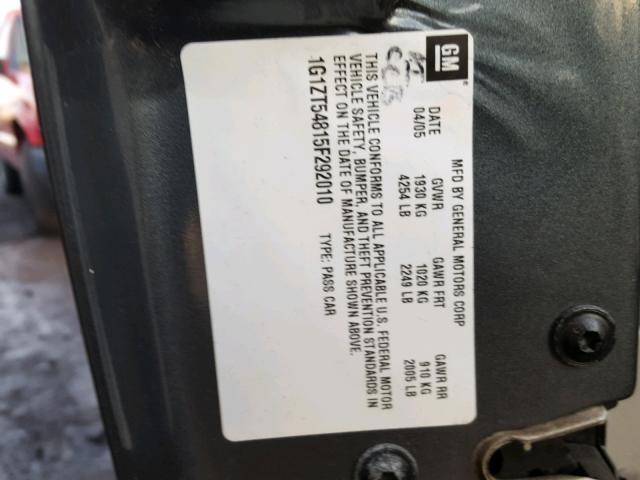 GM
MFD BY GENERAL MOTORS CORP
DATE GVWR GAWR FRT GAWR RR
04/05 1930 KG 1020 KG 910 KG
4254 LB 2249 LB 2005 LB
THIS VEHICLE CONFORMS TO ALL APPLICABLE U.S. FEDERAL MOTOR
VEHICLE SAFETY, BUMPER, AND THEFT PREVENTION STANDARDS IN
EFFECT ON THE DATE OF MANUFACTURE SHOWN ABOVE.
1G1ZT54815F292010 TYPE: PASS CAR